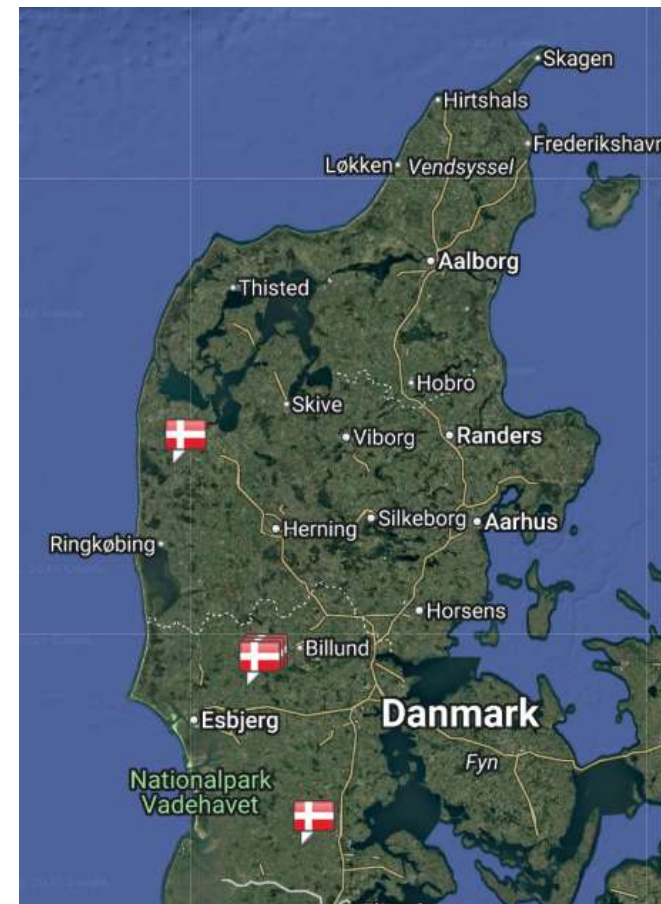 Skagen
Hirtshals
Frederikshavn
Løkken
Vendsyssel
Aalborg
Thisted
Hobro
Skive
Viborg
Randers
Silkeborg
Aarhus
Herning
Ringkøbing
Horsens
Billund
Danmark
Esbjerg
Fyn
Nationalpark
Vadehavet